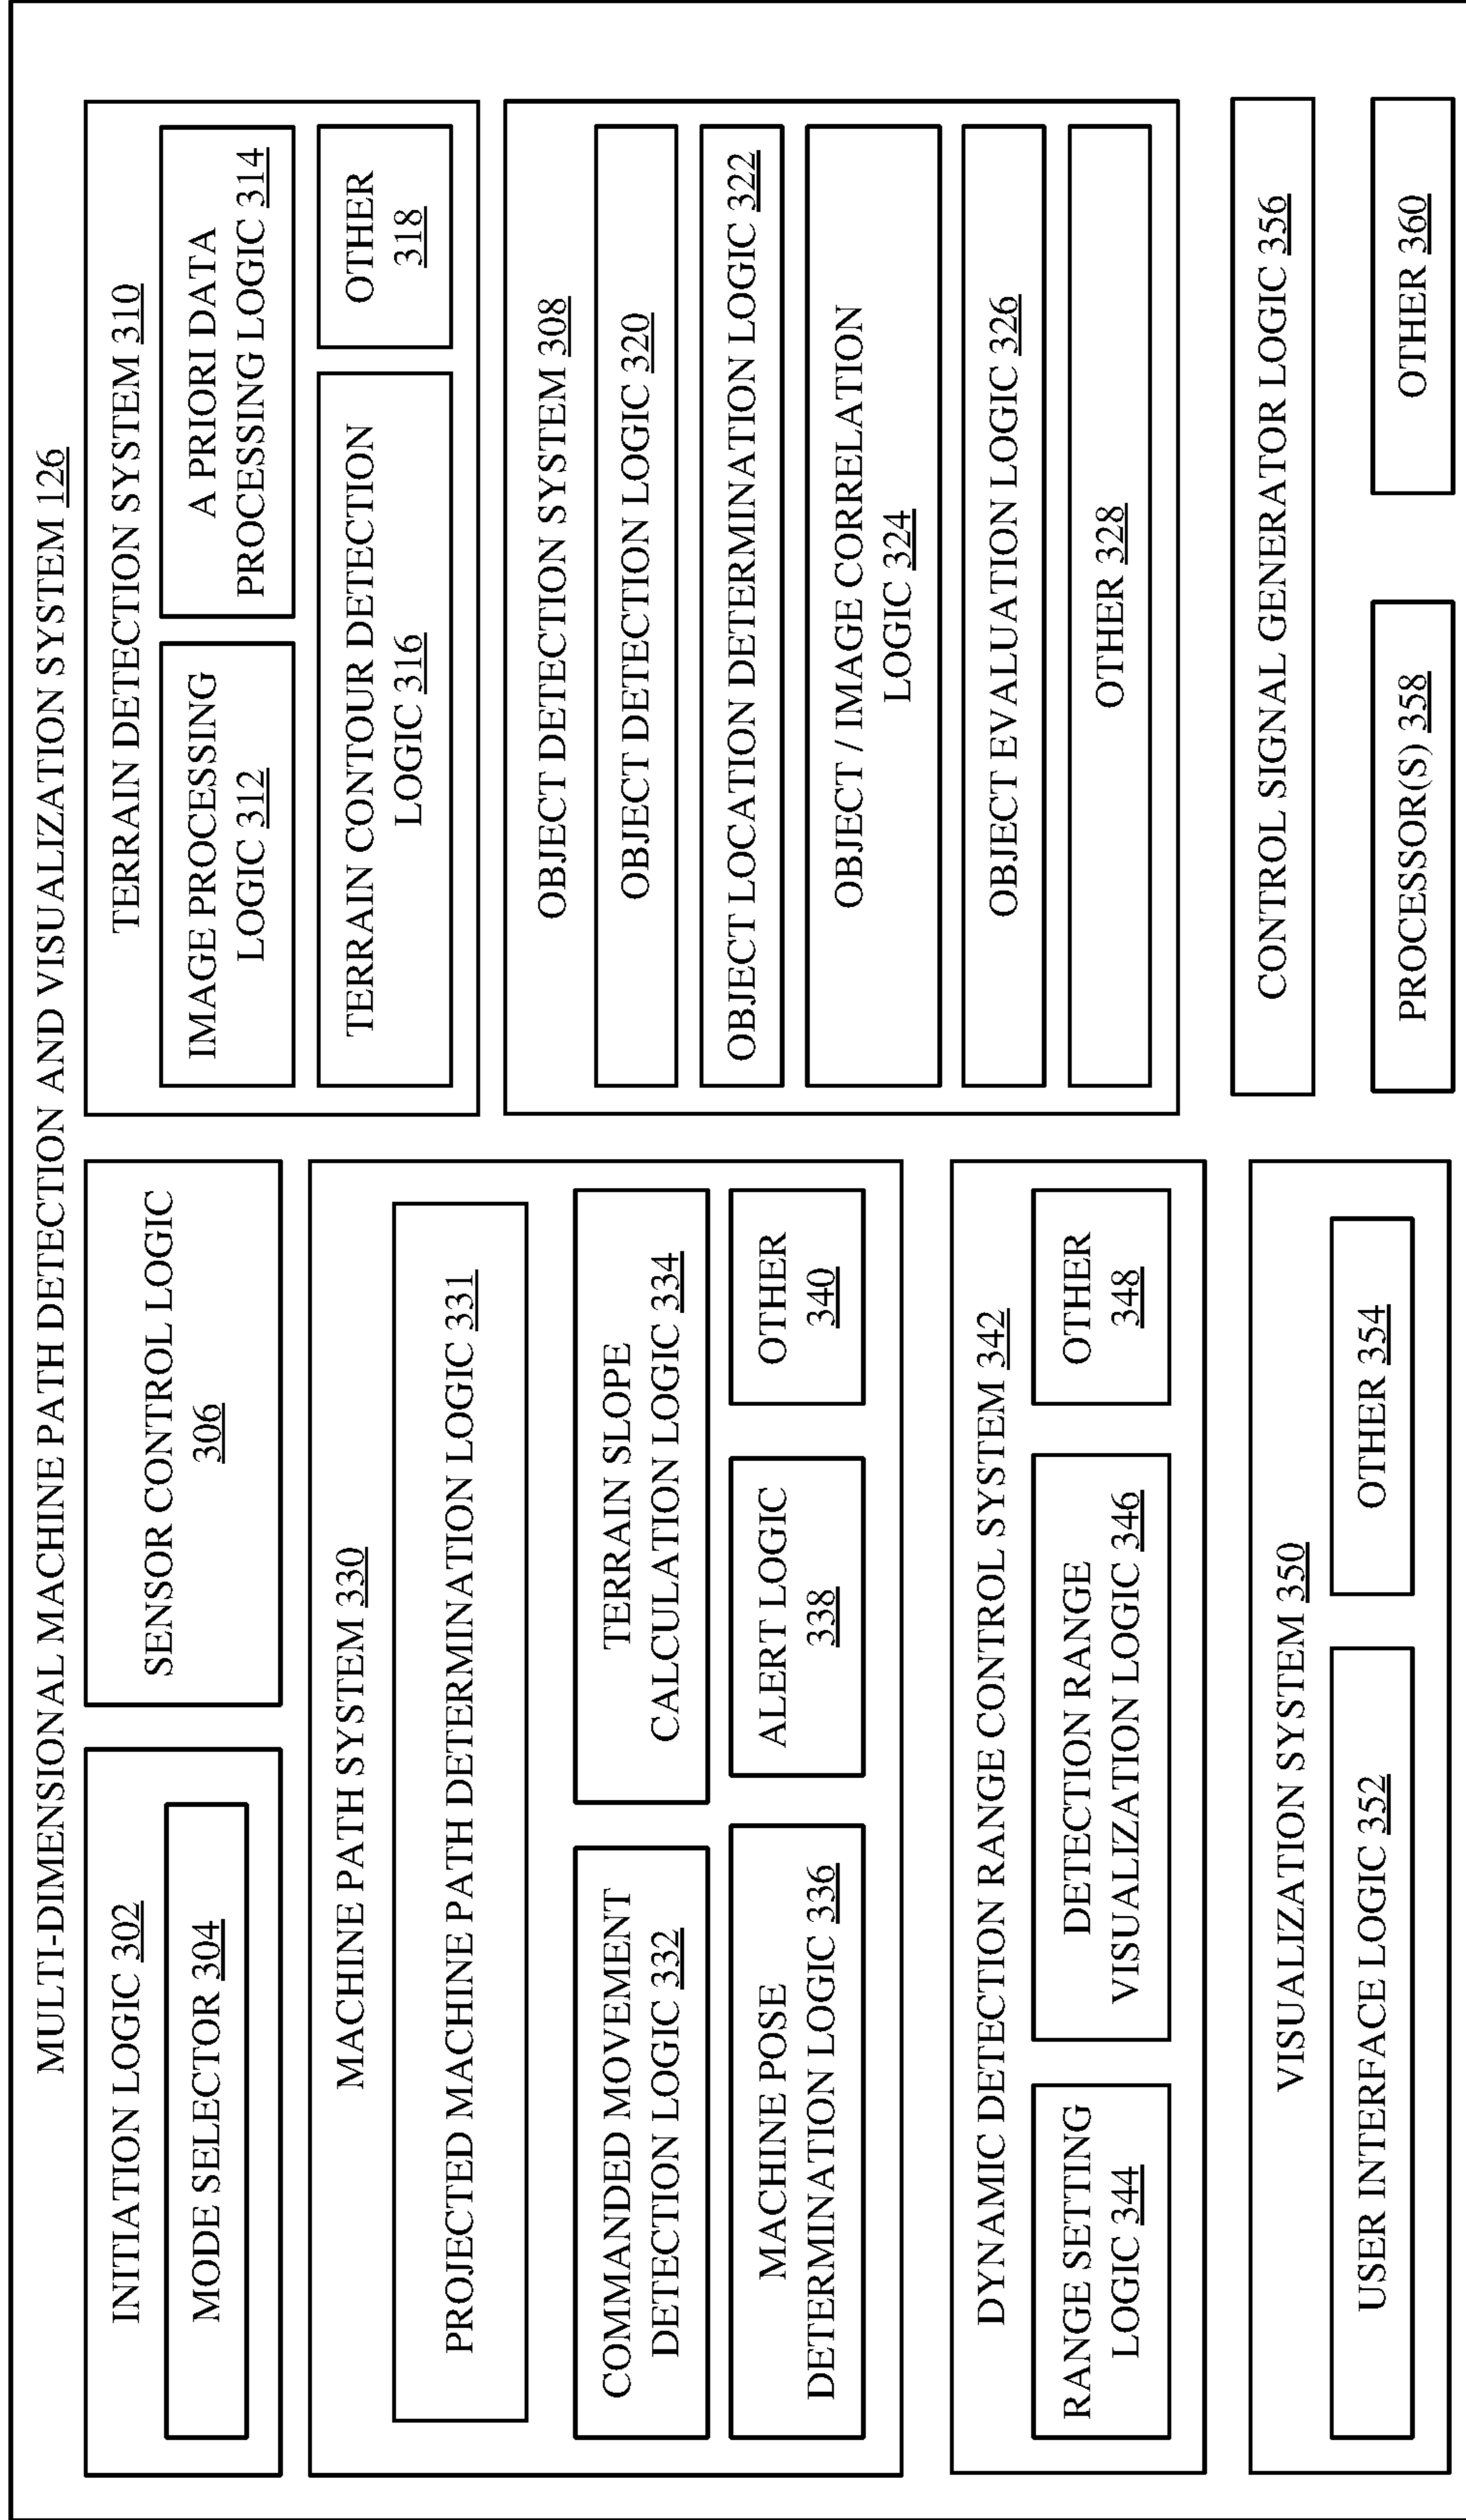 MULTI-DIMENSIONAL MACHINE PATH DETECTION AND VISUALIZATION SYSTEM 126
INITIATION LOGIC 302
MODE SELECTOR 304
SENSOR CONTROL LOGIC
306
MACHINE PATH SYSTEM 330
PROJECTED MACHINE PATH DETERMINATION LOGIC 331
COMMANDED MOVEMENT
DETECTION LOGIC 332
TERRAIN SLOPE
CALCULATION LOGIC 334
MACHINE POSE
DETERMINATION LOGIC 336
ALERT LOGIC
338
OTHER
340
DYNAMIC DETECTION RANGE CONTROL SYSTEM 342
RANGE SETTING
LOGIC 344
DETECTION RANGE
VISUALIZATION LOGIC 346
OTHER
348
VISUALIZATION SYSTEM 350
USER INTERFACE LOGIC 352
OTHER 354
TERRAIN DETECTION SYSTEM 310
IMAGE PROCESSING
LOGIC 312
A PRIORI DATA
PROCESSING LOGIC 314
TERRAIN CONTOUR DETECTION
LOGIC 316
OTHER
318
OBJECT DETECTION SYSTEM 308
OBJECT DETECTION LOGIC 320
OBJECT LOCATION DETERMINATION LOGIC 322
OBJECT / IMAGE CORRELATION
LOGIC 324
OBJECT EVALUATION LOGIC 326
OTHER 328
CONTROL SIGNAL GENERATOR LOGIC 356
PROCESSOR(S) 358
OTHER 360